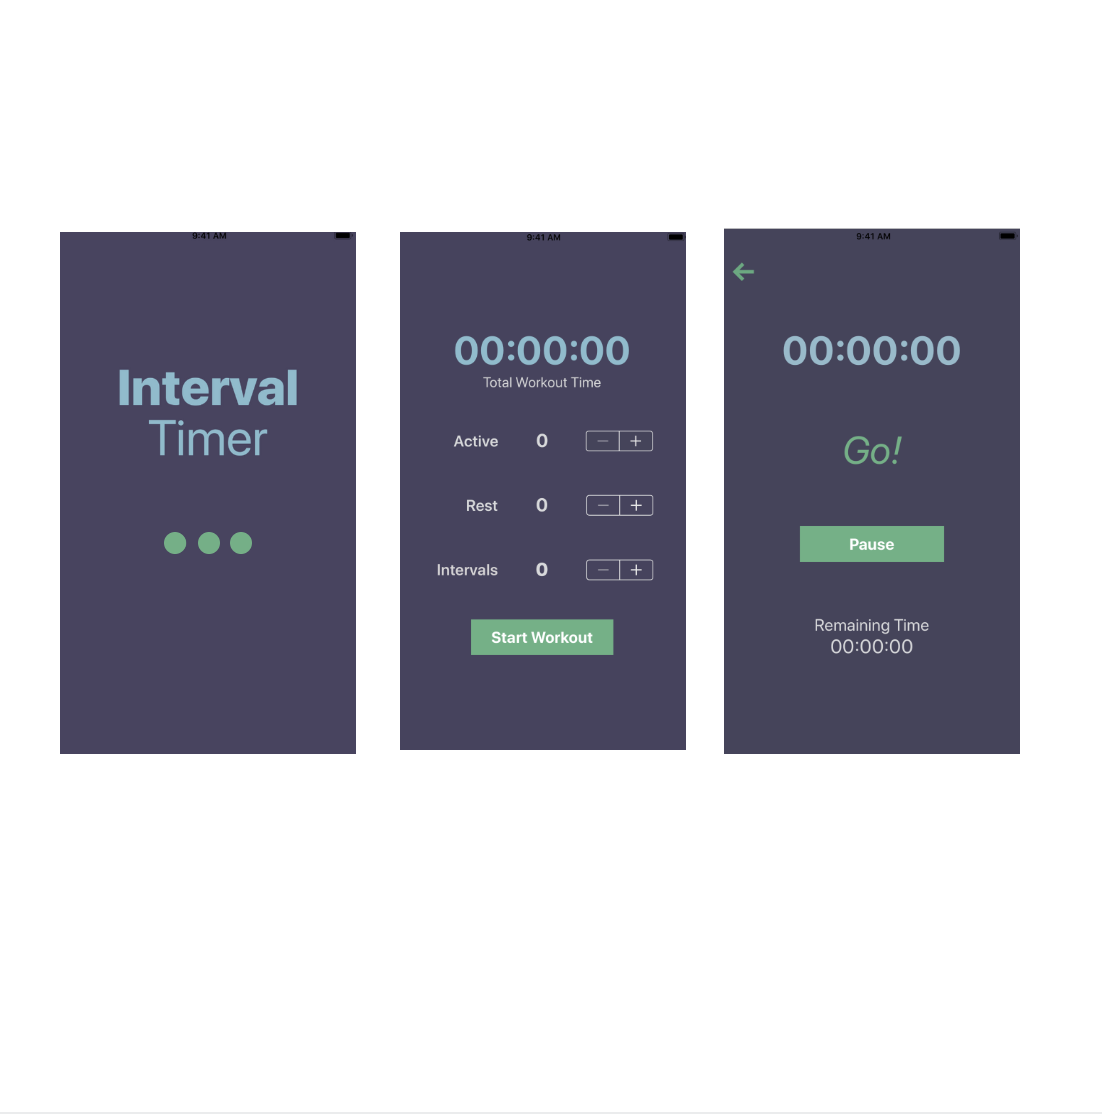 9:41 AM
Interval
Timer
9:41 AM
00:00:00
Total Workout Time
Active 0 − +
Rest 0 − +
Intervals 0 − +
Start Workout
9:41 AM
00:00:00
Go!
Pause
Remaining Time
00:00:00